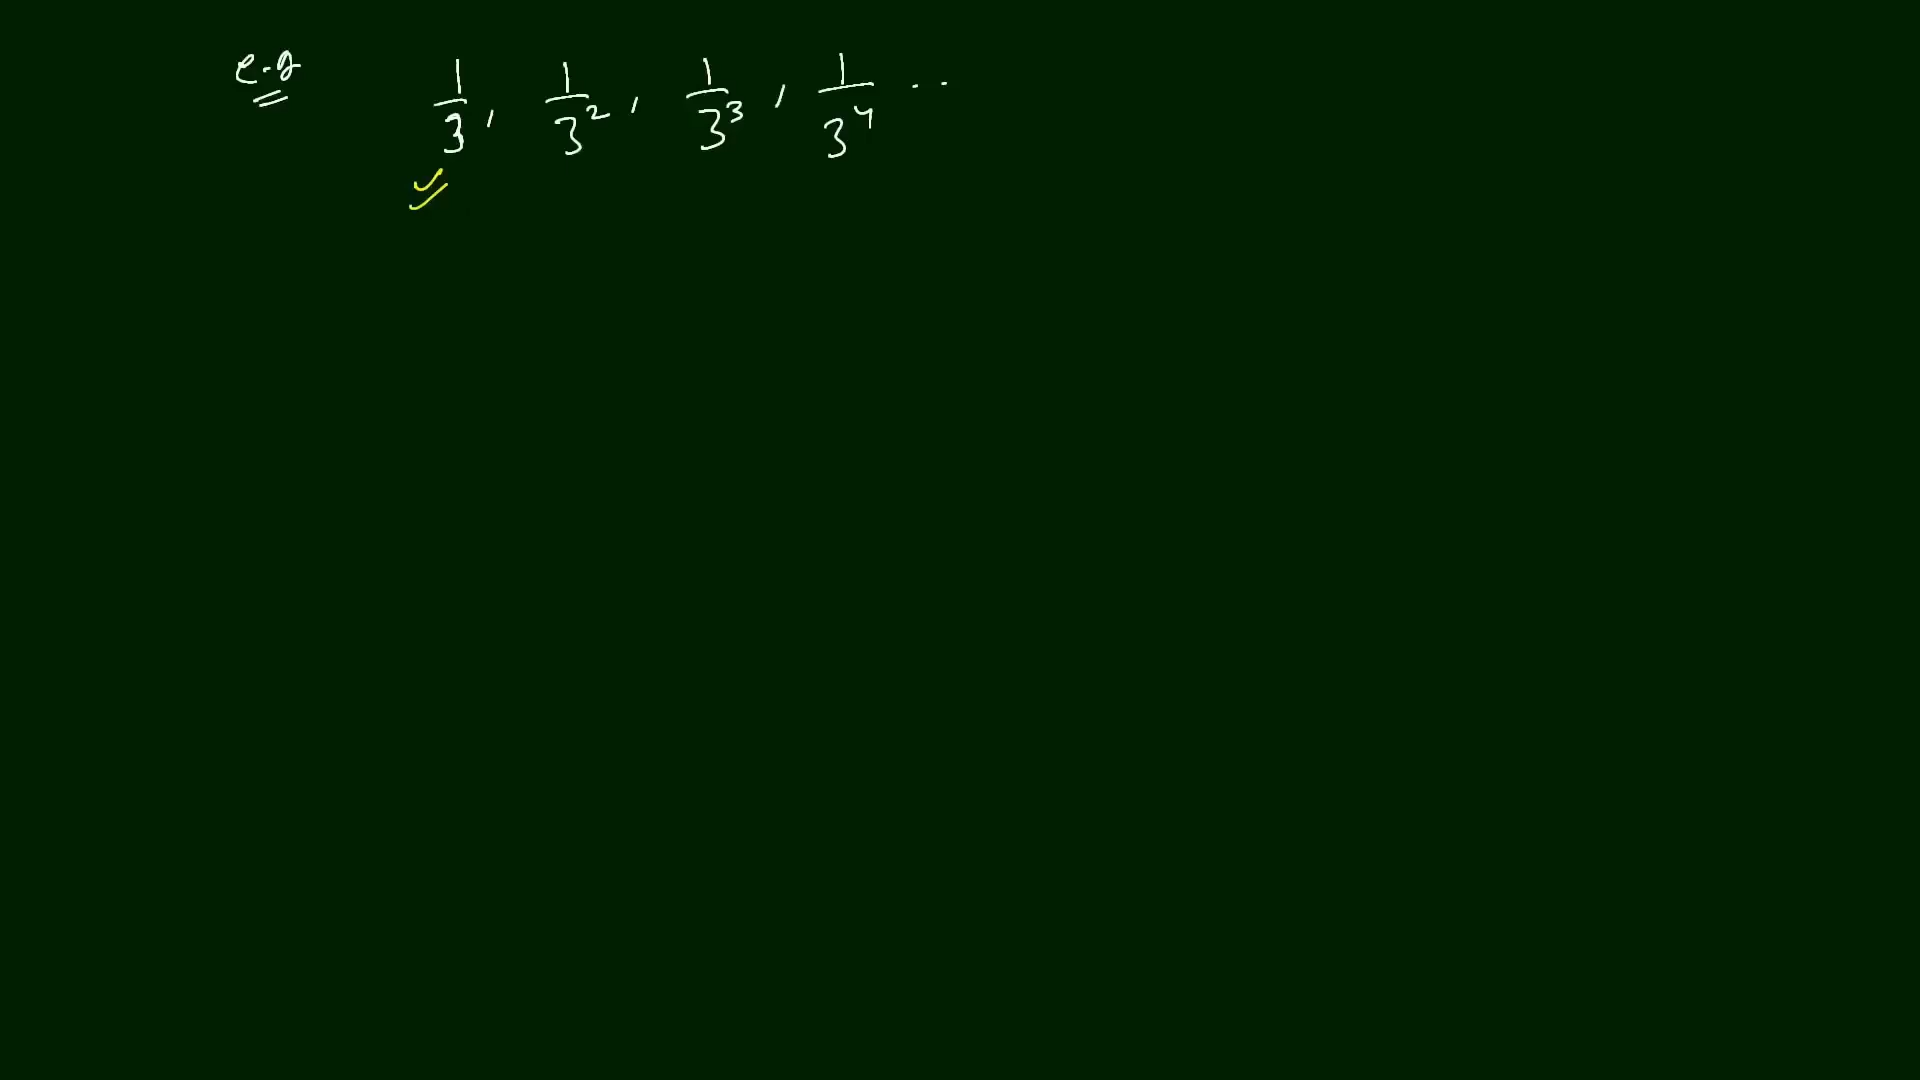 e.g 1/3, 1/3², 1/3³, 1/3⁴ ..